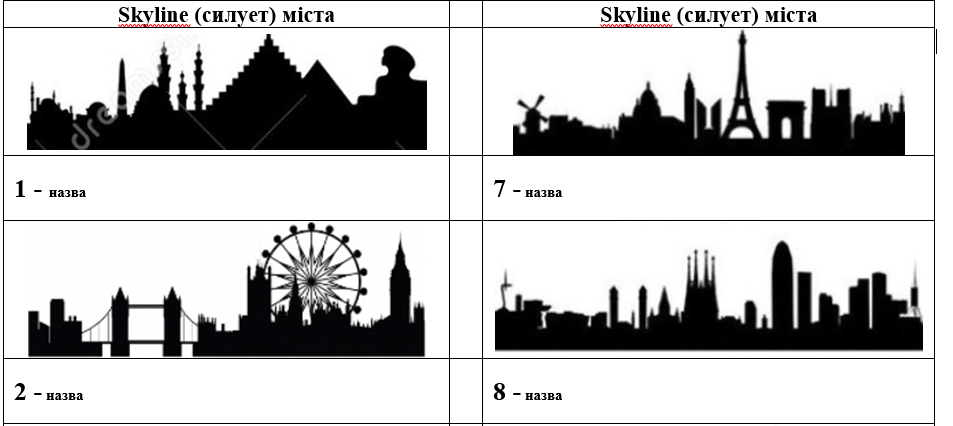 Skyline (силует) міста
Skyline (силует) міста
1 - назва
7 - назва
2 - назва
8 - назва